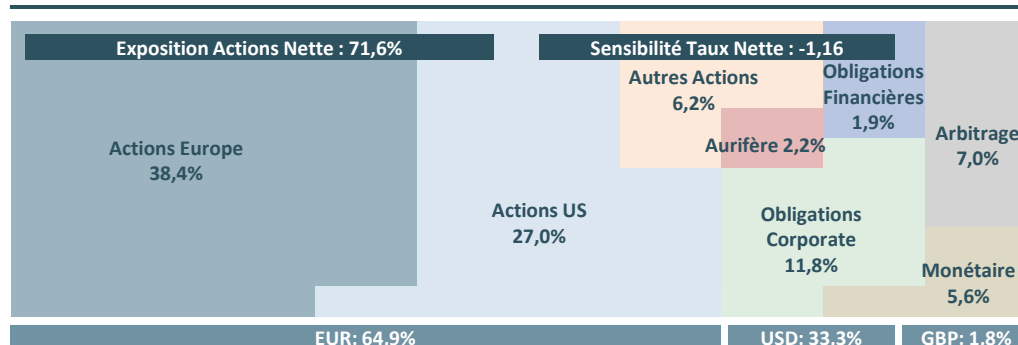 Exposition Actions Nette : 71,6%
Sensibilité Taux Nette : -1,16
Actions Europe
38,4%
Actions US
27,0%
Autres Actions
6,2%
Aurifère 2,2%
Obligations
Financières
1,9%
Obligations
Corporate
11,8%
Arbitrage
7,0%
Monétaire
5,6%
EUR: 64,9%
USD: 33,3%
GBP: 1,8%